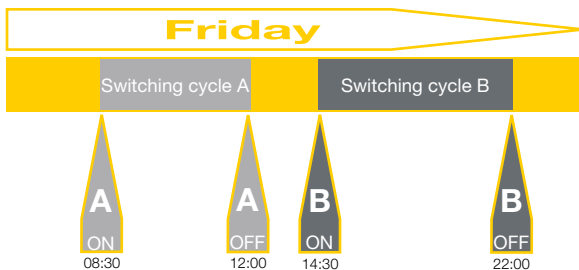 Friday
Switching cycle A Switching cycle B
A A B B
ON OFF ON OFF
08:30 12:00 14:30 22:00